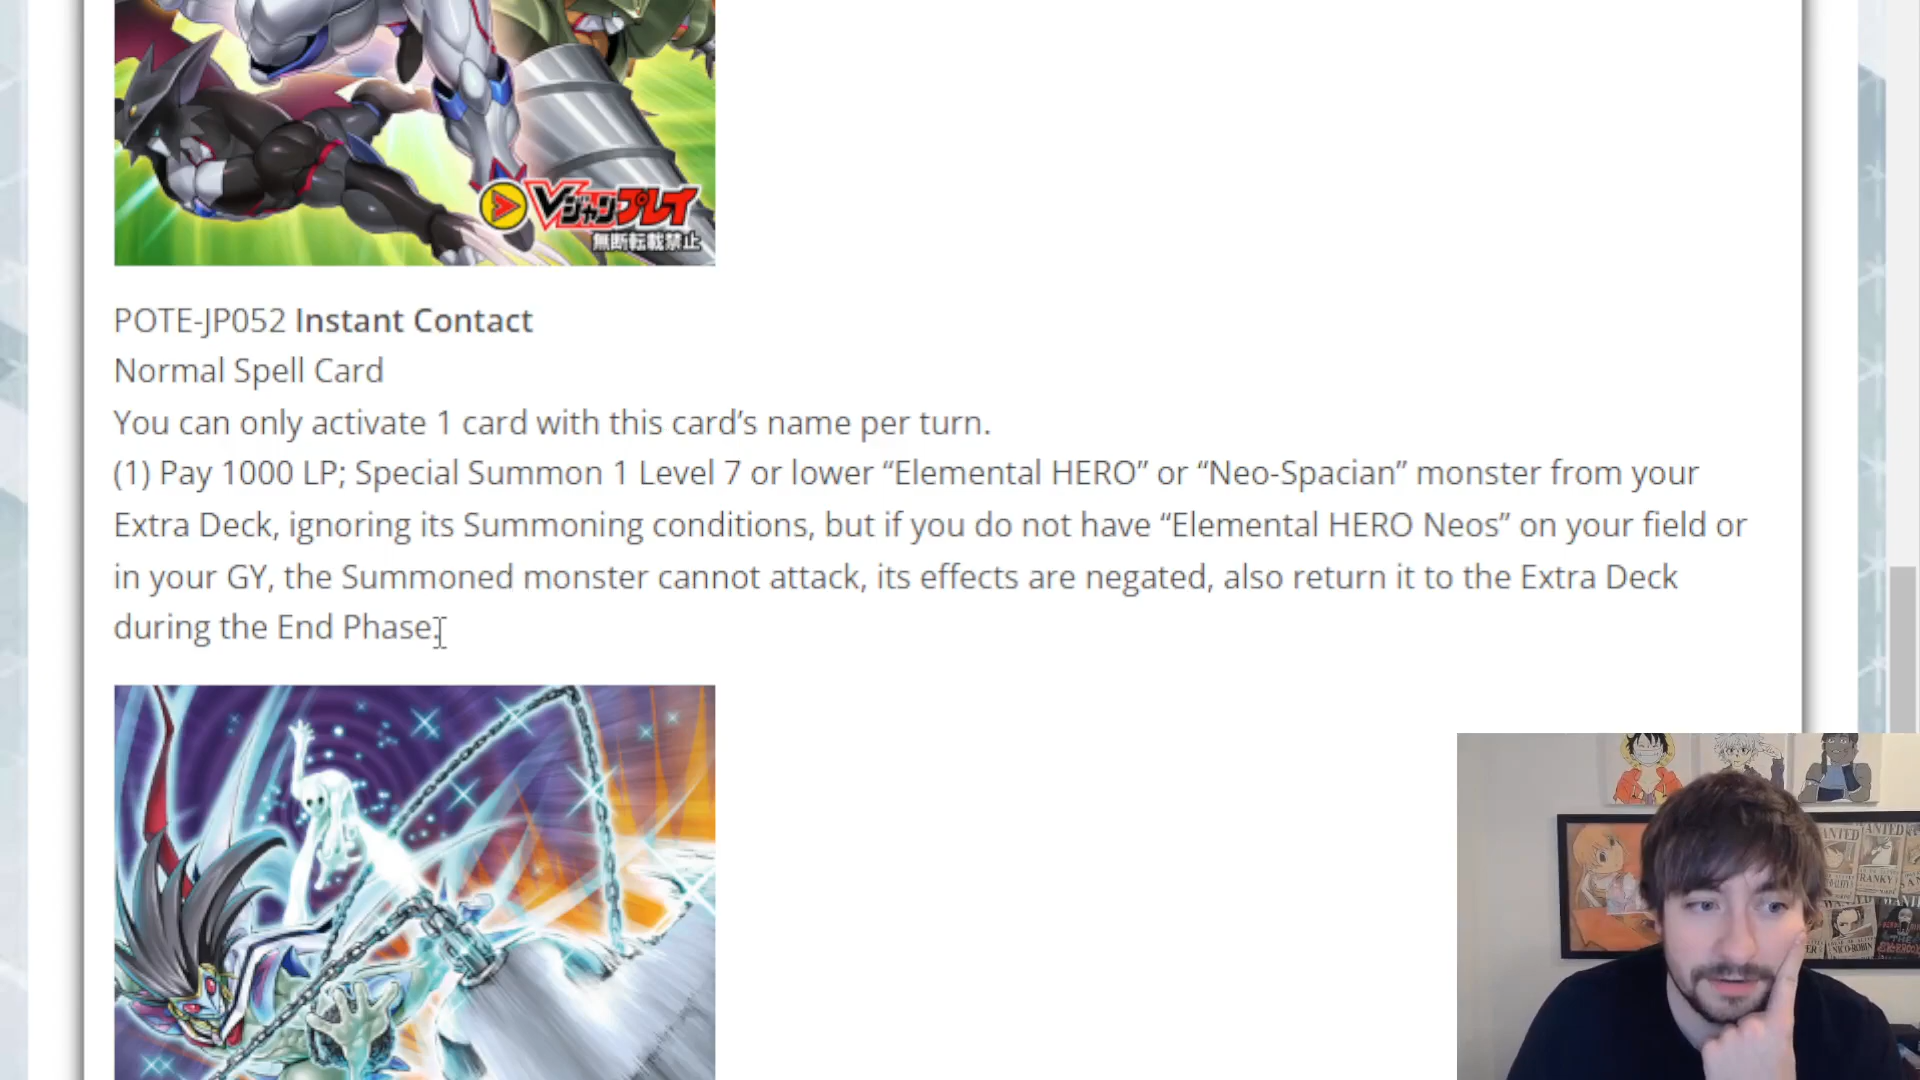 Vジャンプレイ
無断転載禁止
POTE-JP052 Instant Contact
Normal Spell Card
You can only activate 1 card with this card’s name per turn.
(1) Pay 1000 LP; Special Summon 1 Level 7 or lower “Elemental HERO” or “Neo-Spacian” monster from your
Extra Deck, ignoring its Summoning conditions, but if you do not have “Elemental HERO Neos” on your field or
in your GY, the Summoned monster cannot attack, its effects are negated, also return it to the Extra Deck
during the End Phase.
WANTED